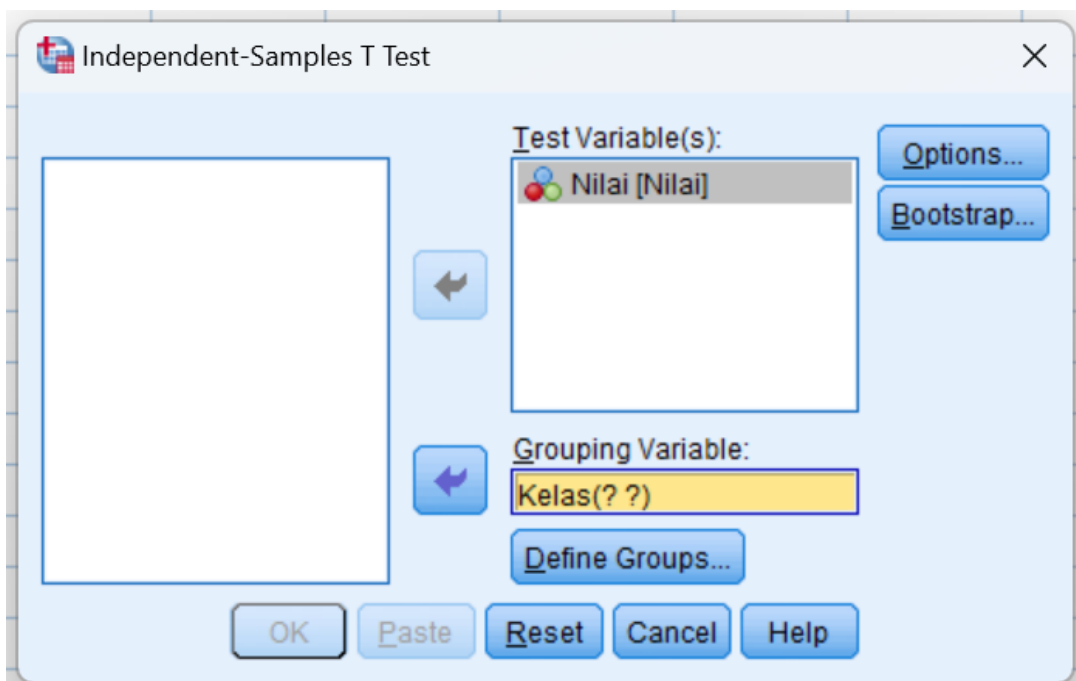 Independent-Samples T Test
Test Variable(s):
Nilai [Nilai]
Options...
Bootstrap...
Grouping Variable:
Kelas(? ?)
Define Groups...
OK
Paste
Reset
Cancel
Help